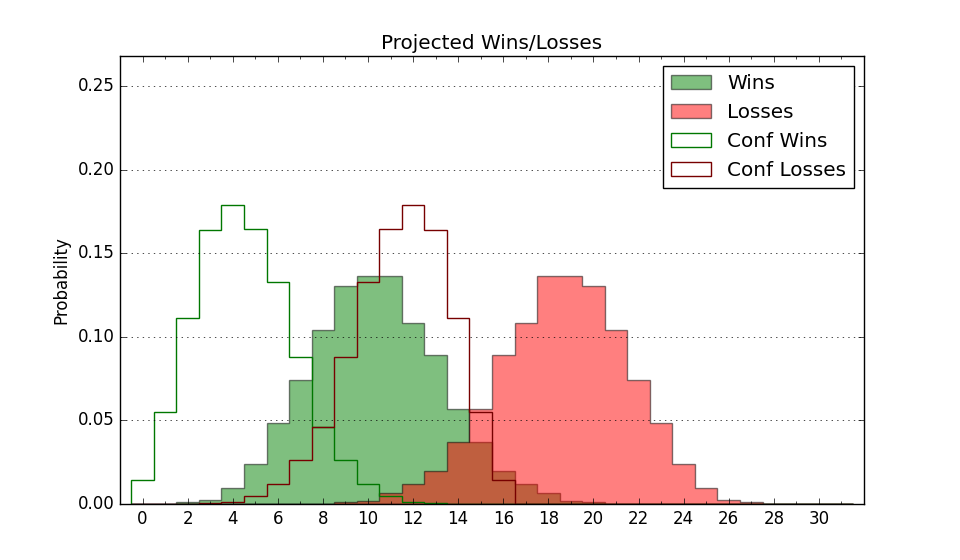 Projected Wins/Losses
0.25
0.20
0.15
0.10
0.05
0.00
Probability
Wins
Losses
Conf Wins
Conf Losses
0 2 4 6 8 10 12 14 16 18 20 22 24 26 28 30